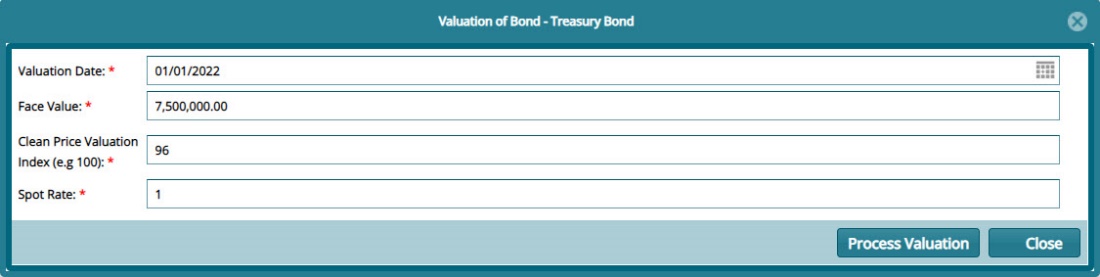 Valuation of Bond - Treasury Bond
Valuation Date: * 01/01/2022
Face Value: * 7,500,000.00
Clean Price Valuation
Index (e.g 100): * 96
Spot Rate: * 1
Process Valuation Close